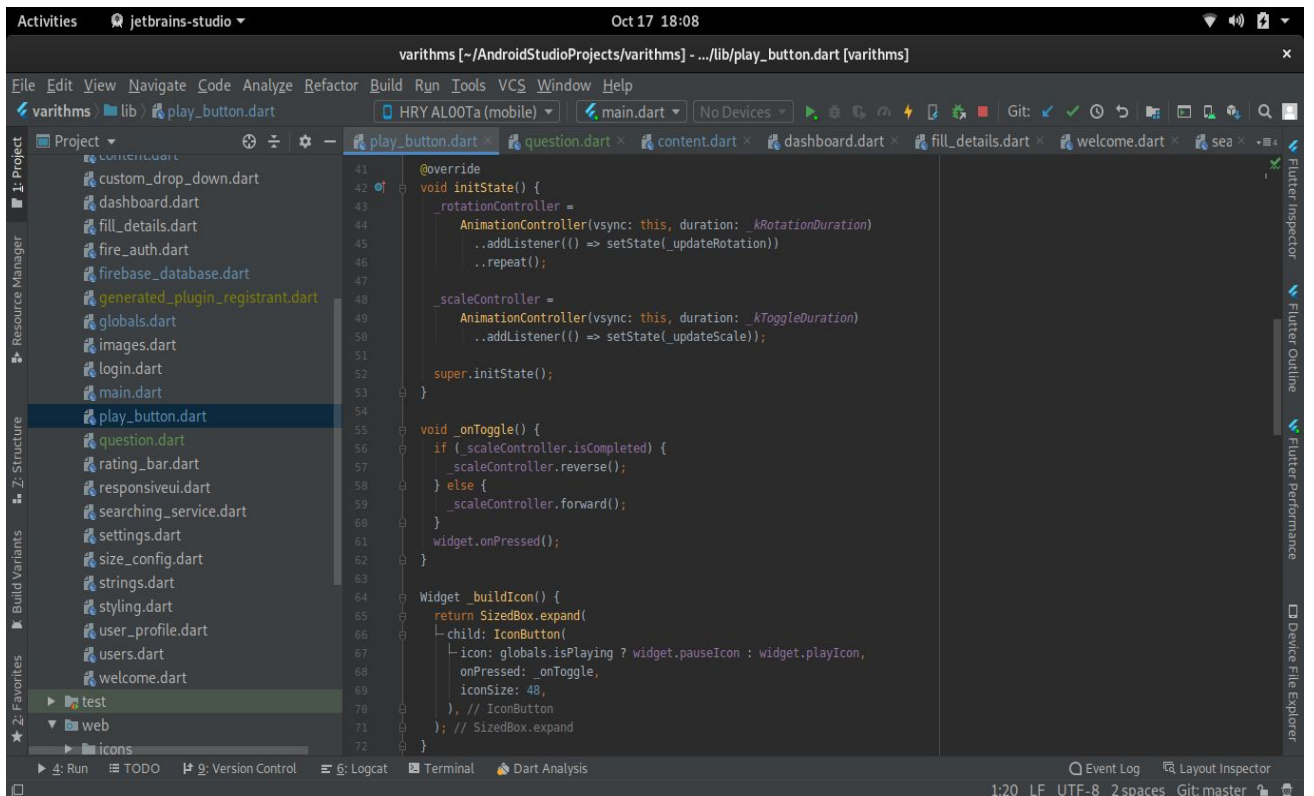 Activities jetbrains-studio Oct 17 18:08
varithms [~/AndroidStudioProjects/varithms] - .../lib/play_button.dart [varithms]
File Edit View Navigate Code Analyze Refactor Build Run Tools VCS Window Help
varithms lib play_button.dart HRY AL00Ta (mobile) main.dart No Devices Git:
1: Project
Resource Manager
Z: Structure
Build Variants
2: Favorites
Project
content.dart
custom_drop_down.dart
dashboard.dart
fill_details.dart
fire_auth.dart
firebase_database.dart
generated_plugin_registrant.dart
globals.dart
images.dart
login.dart
main.dart
play_button.dart
question.dart
rating_bar.dart
responsiveui.dart
searching_service.dart
settings.dart
size_config.dart
strings.dart
styling.dart
user_profile.dart
users.dart
welcome.dart
test
web
icons
play_button.dart question.dart content.dart dashboard.dart fill_details.dart welcome.dart sea
41 @override
42 void initState() {
43 _rotationController =
44 AnimationController(vsync: this, duration: _kRotationDuration)
45 ..addListener(() => setState(_updateRotation))
46 ..repeat();
47
48 _scaleController =
49 AnimationController(vsync: this, duration: _kToggleDuration)
50 ..addListener(() => setState(_updateScale));
51
52 super.initState();
53 }
54
55 void _onToggle() {
56 if (_scaleController.isCompleted) {
57 _scaleController.reverse();
58 } else {
59 _scaleController.forward();
60 }
61 widget.onPressed();
62 }
63
64 Widget _buildIcon() {
65 return SizedBox.expand(
66 child: IconButton(
67 icon: globals.isPlaying ? widget.pauseIcon : widget.playIcon,
68 onPressed: _onToggle,
69 iconSize: 48,
70 ), // IconButton
71 ); // SizedBox.expand
72 }
Flutter Inspector
Flutter Outline
Flutter Performance
Device File Explorer
4: Run TODO 9: Version Control 6: Logcat Terminal Dart Analysis Event Log Layout Inspector
1:20 LF UTF-8 2 spaces Git: master